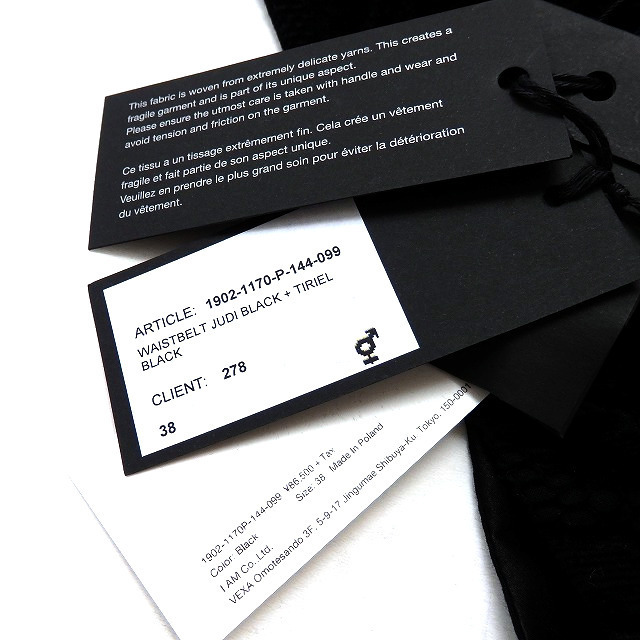 This fabric is woven from extremely delicate yarns. This creates a
fragile garment and is part of its unique aspect.
Please ensure the utmost care is taken with handle and wear and
avoid tension and friction on the garment.
Ce tissu a un tissage extrêmement fin. Cela crée un vêtement
fragile et fait partie de son aspect unique.
Veuillez en prendre le plus grand soin pour éviter la détérioration
du vêtement.
ARTICLE: 1902-1170-P-144-099
WAISTBELT JUDI BLACK + TIRIEL
BLACK
CLIENT: 278
38
1902-1170P-144-099 ¥86,500 + Tax
Color: Black Size: 38 Made In Poland
I AM Co., Ltd.
VEXA Omotesando 3F, 5-9-17 Jingumae Shibuya-Ku Tokyo. 150-0001